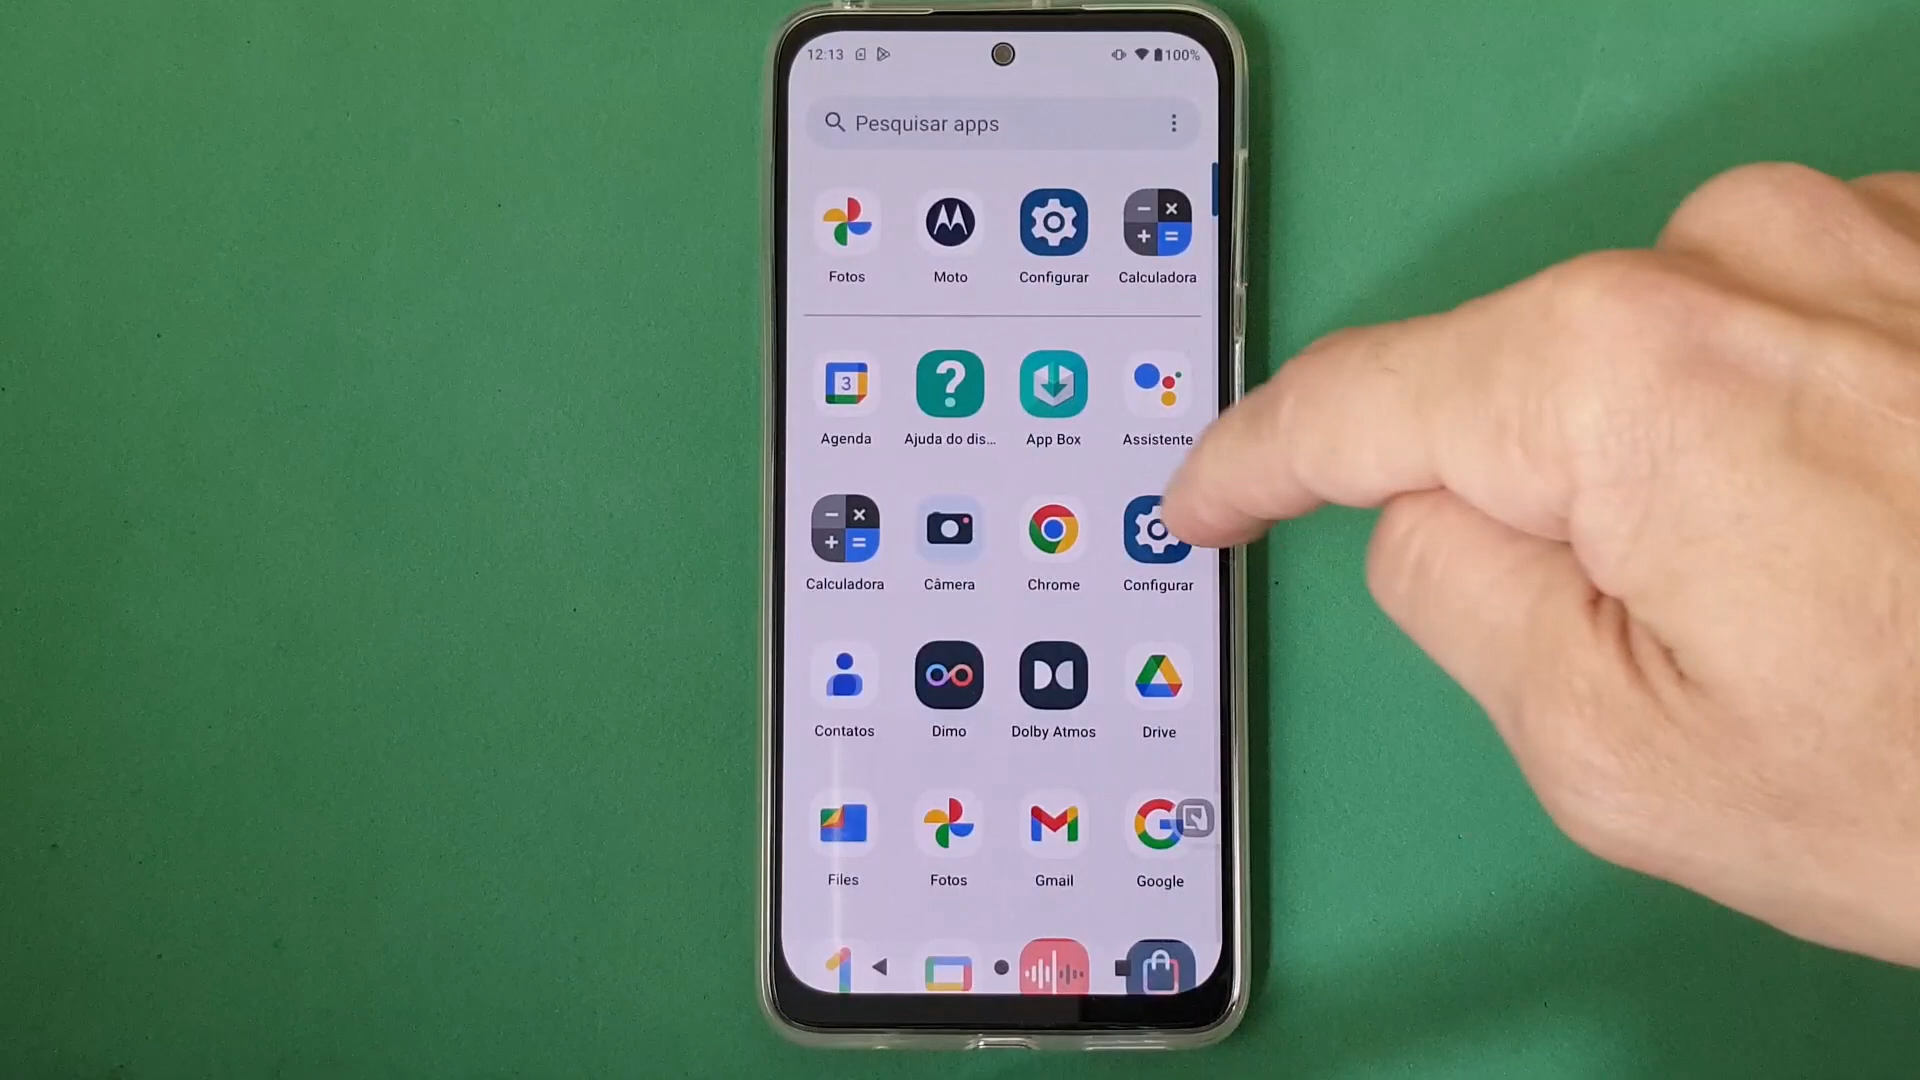 12:13 100%
Pesquisar apps
Fotos Moto Configurar Calculadora
3
Agenda Ajuda do dis... App Box Assistente
Calculadora Câmera Chrome Configurar
Contatos Dimo Dolby Atmos Drive
Files Fotos Gmail Google